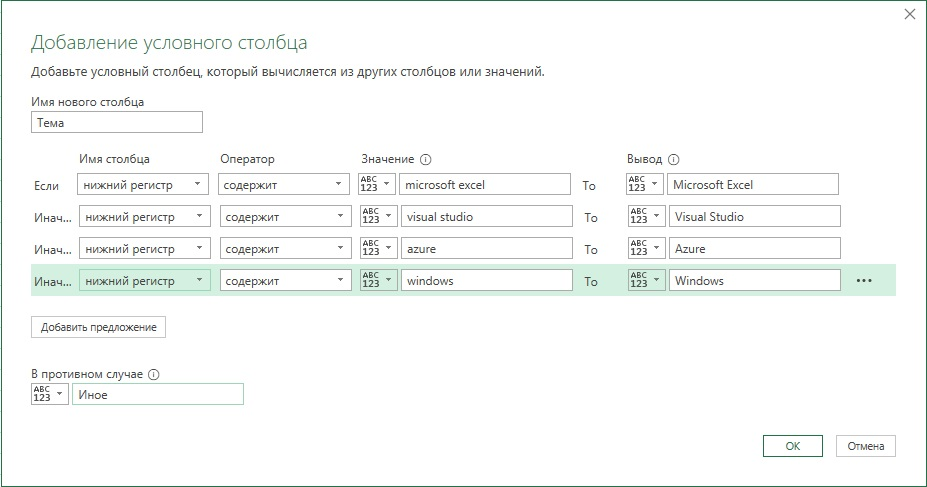 Добавление условного столбца
Добавьте условный столбец, который вычисляется из других столбцов или значений.
Имя нового столбца
Тема
Имя столбца Оператор Значение Вывод
Если нижний регистр содержит ABC 123 microsoft excel То ABC 123 Microsoft Excel
Инач... нижний регистр содержит ABC 123 visual studio То ABC 123 Visual Studio
Инач... нижний регистр содержит ABC 123 azure То ABC 123 Azure
Инач... нижний регистр содержит ABC 123 windows То ABC 123 Windows ...
Добавить предложение
В противном случае
ABC 123 Иное
ОК Отмена